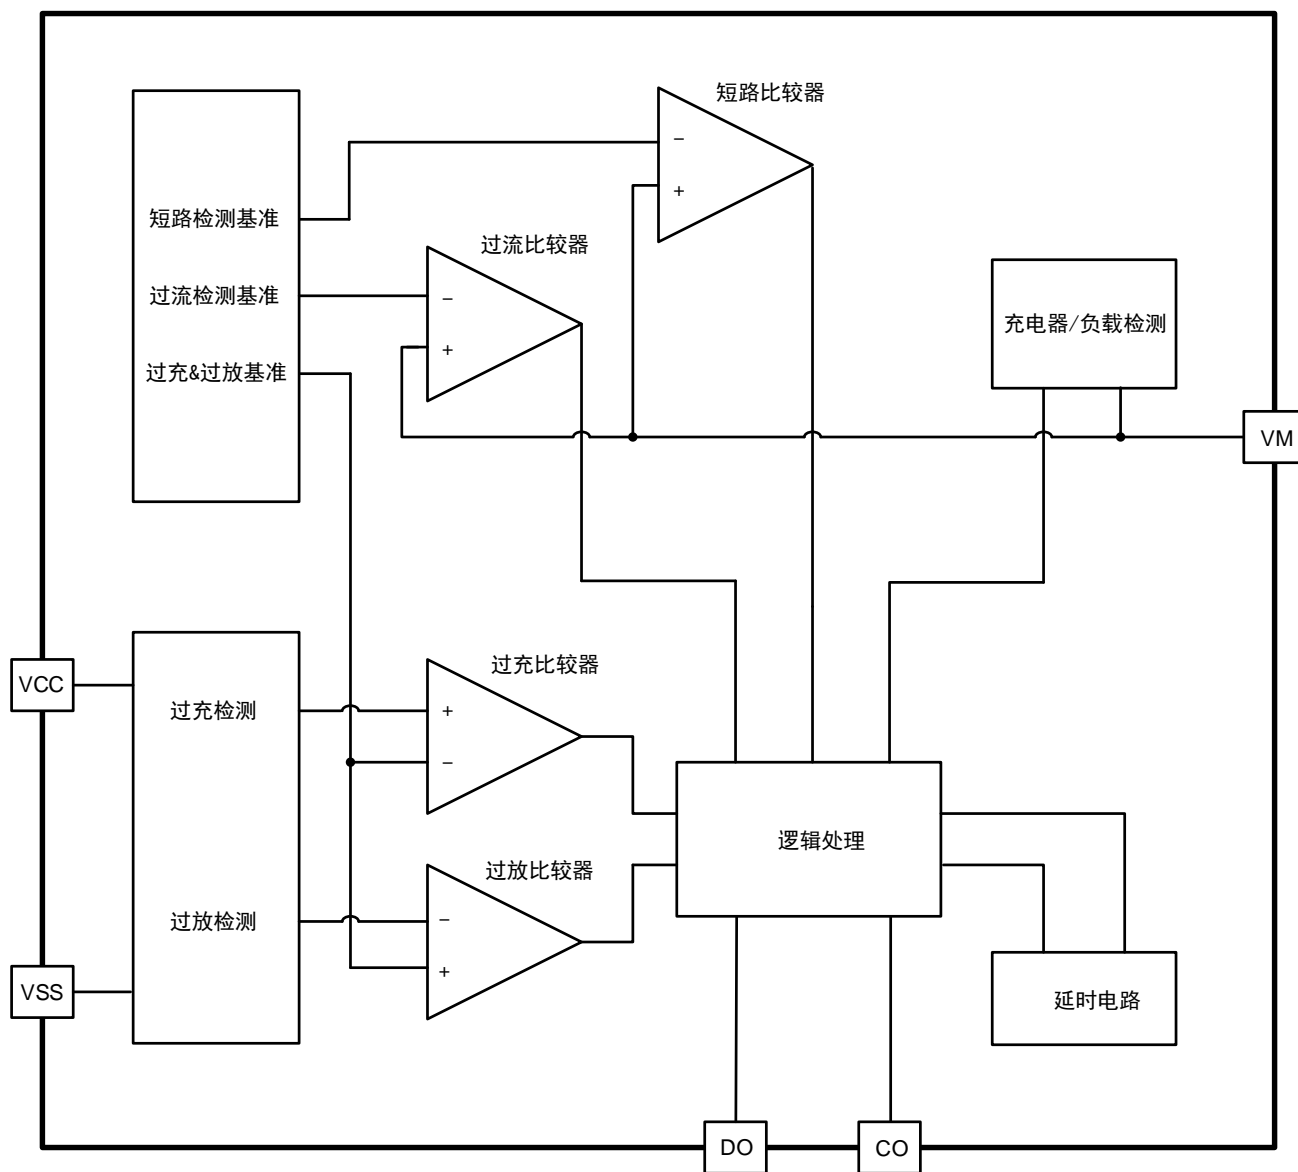 短路比较器
-
+
短路检测基准
过流比较器
过流检测基准
-
+
充电器/负载检测
过充&过放基准
VM
过充比较器
VCC
过充检测
+
-
逻辑处理
过放比较器
过放检测
-
+
VSS
延时电路
DO
CO